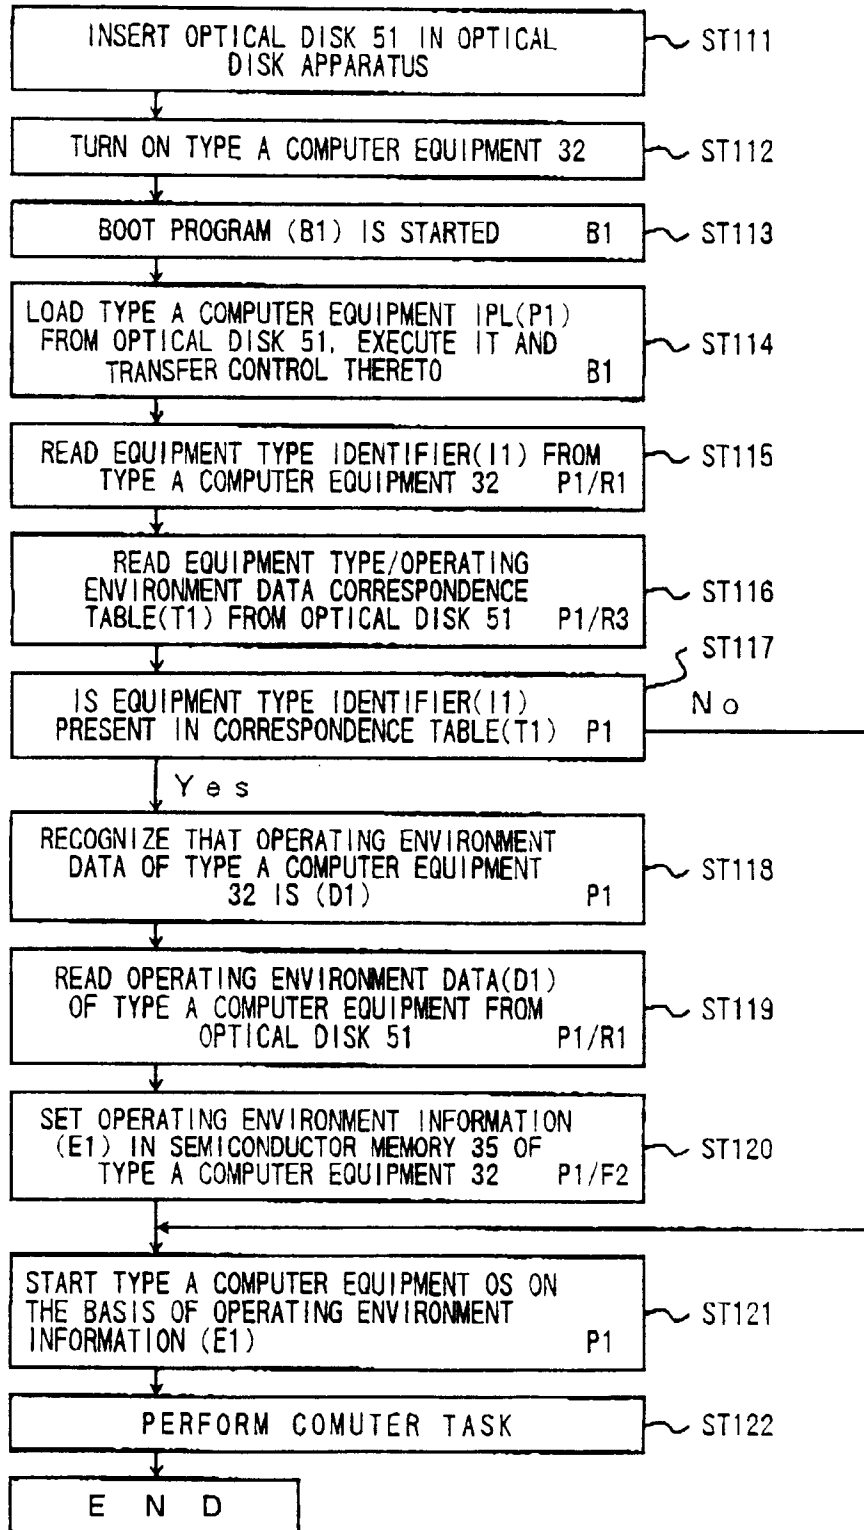 INSERT OPTICAL DISK 51 IN OPTICAL
DISK APPARATUS
ST111
TURN ON TYPE A COMPUTER EQUIPMENT 32
ST112
BOOT PROGRAM (B1) IS STARTED B1
ST113
LOAD TYPE A COMPUTER EQUIPMENT IPL(P1)
FROM OPTICAL DISK 51, EXECUTE IT AND
TRANSFER CONTROL THERETO B1
ST114
READ EQUIPMENT TYPE IDENTIFIER(I1) FROM
TYPE A COMPUTER EQUIPMENT 32 P1/R1
ST115
READ EQUIPMENT TYPE/OPERATING
ENVIRONMENT DATA CORRESPONDENCE
TABLE(T1) FROM OPTICAL DISK 51 P1/R3
ST116
ST117
IS EQUIPMENT TYPE IDENTIFIER(I1)
PRESENT IN CORRESPONDENCE TABLE(T1) P1
No
Yes
RECOGNIZE THAT OPERATING ENVIRONMENT
DATA OF TYPE A COMPUTER EQUIPMENT
32 IS (D1) P1
ST118
READ OPERATING ENVIRONMENT DATA(D1)
OF TYPE A COMPUTER EQUIPMENT FROM
OPTICAL DISK 51 P1/R1
ST119
SET OPERATING ENVIRONMENT INFORMATION
(E1) IN SEMICONDUCTOR MEMORY 35 OF
TYPE A COMPUTER EQUIPMENT 32 P1/F2
ST120
START TYPE A COMPUTER EQUIPMENT OS ON
THE BASIS OF OPERATING ENVIRONMENT
INFORMATION (E1) P1
ST121
PERFORM COMUTER TASK
ST122
END